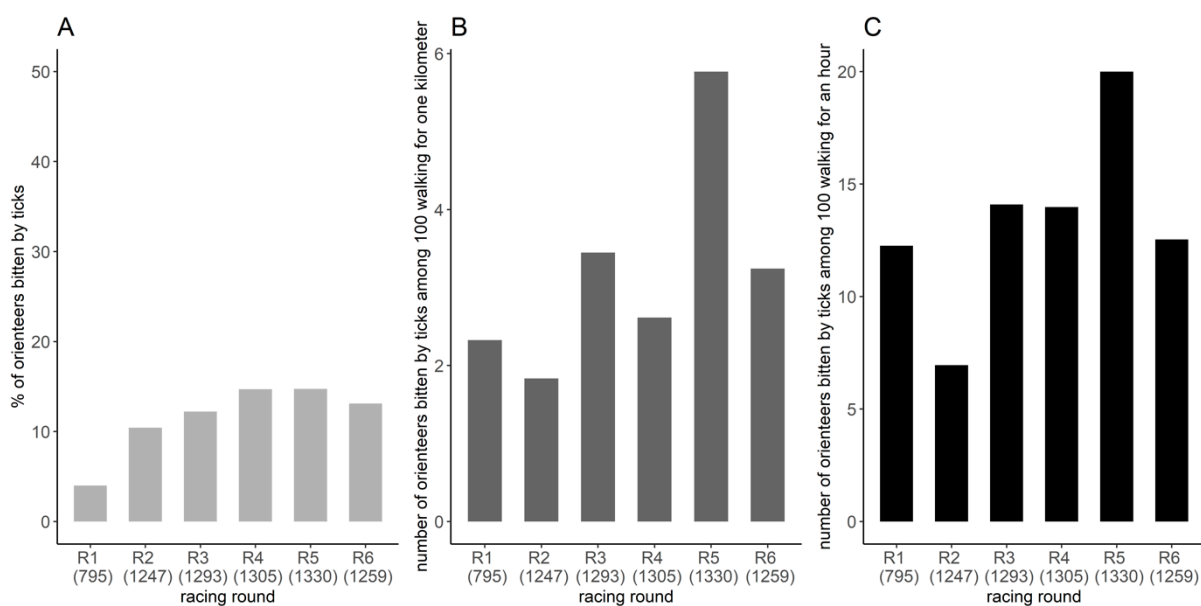 A
% of orienteers bitten by ticks
50
40
30
20
10
0
R1 R2 R3 R4 R5 R6
(795) (1247) (1293) (1305) (1330) (1259)
racing round
B
number of orienteers bitten by ticks among 100 walking for one kilometer
6
4
2
0
R1 R2 R3 R4 R5 R6
(795) (1247) (1293) (1305) (1330) (1259)
racing round
C
number of orienteers bitten by ticks among 100 walking for an hour
20
15
10
5
0
R1 R2 R3 R4 R5 R6
(795) (1247) (1293) (1305) (1330) (1259)
racing round